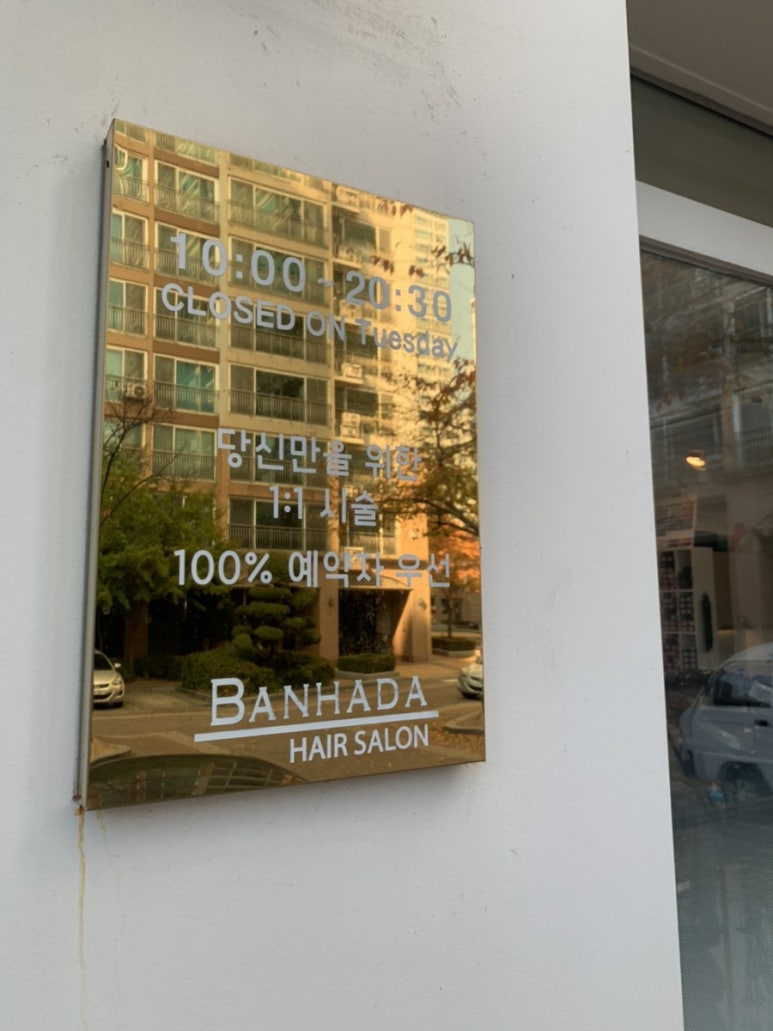 10:00~20:30
CLOSED ON Tuesday
당신만을 위한
1:1 시술
100% 예약자 우선
BANHADA
HAIR SALON